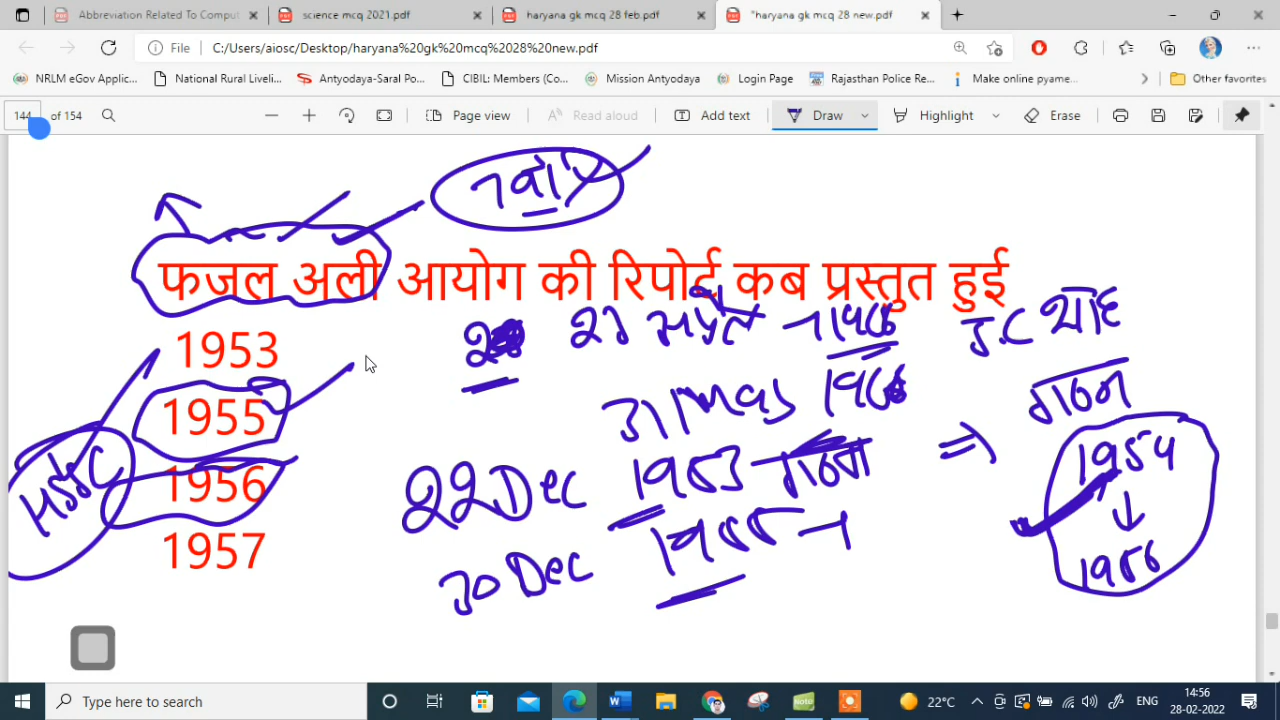 Abbreviation Related To Comput
science mcq 2021.pdf
haryana gk mcq 28 feb.pdf
*haryana gk mcq 28 new.pdf
File C:/Users/aiosc/Desktop/haryana%20gk%20mcq%2028%20new.pdf
NRLM eGov Applic...
National Rural Liveli...
Antyodaya-Saral Po...
CIBIL: Members (Co...
Mission Antyodaya
Login Page
Rajasthan Police Re...
Make online pyame...
Other favorites
144 of 154
Page view
Read aloud
Add text
Draw
Highlight
Erase
फजल अली आयोग की रिपोर्ट कब प्रस्तुत हुई
1953
1955
1956
1957
1966
22 Dec 1953
30 Dec 1955
1954
1956
Type here to search
22°C
ENG
14:56
28-02-2022